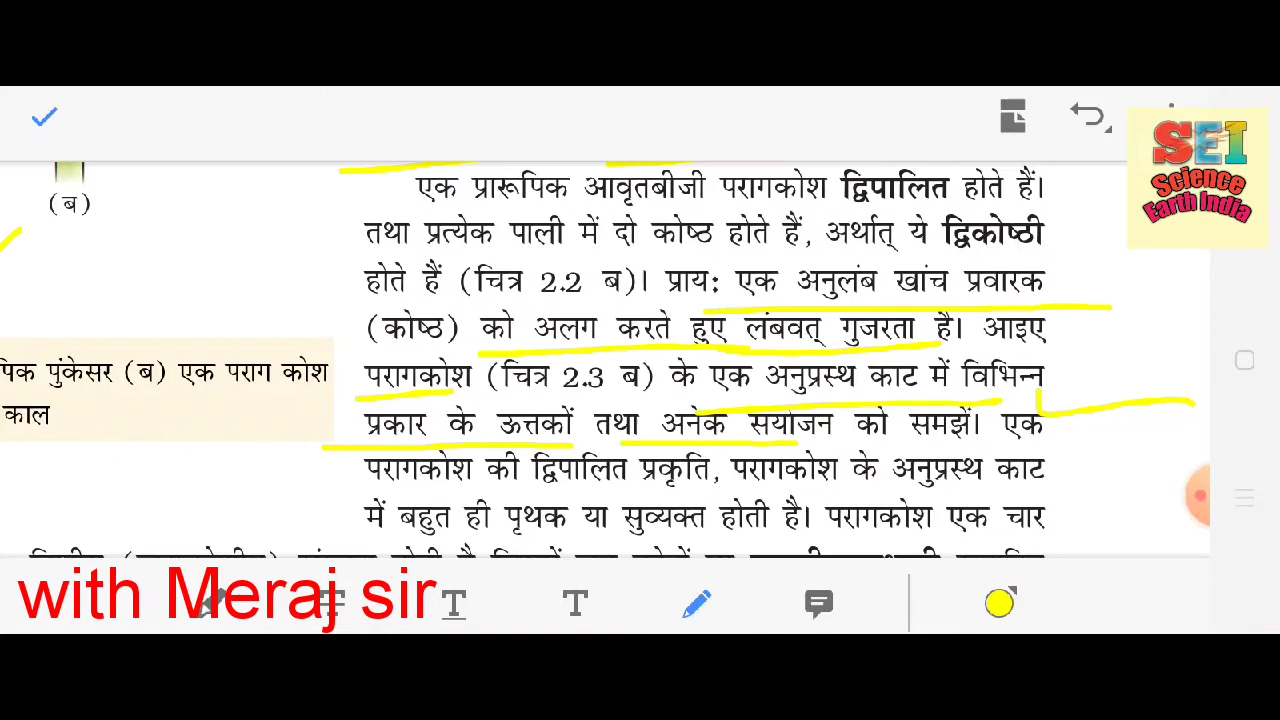 (ब)
एक प्रारूपिक आवृतबीजी परागकोश द्विपालित होते हैं।
तथा प्रत्येक पाली में दो कोष्ठ होते हैं, अर्थात् ये द्विकोष्ठी
होते हैं (चित्र 2.2 ब)। प्राय: एक अनुलंब खांच प्रवारक
(कोष्ठ) को अलग करते हुए लंबवत् गुजरता है। आइए
परागकोश (चित्र 2.3 ब) के एक अनुप्रस्थ काट में विभिन्न
प्रकार के ऊत्तकों तथा अनेक सयोजन को समझें। एक
परागकोश की द्विपालित प्रकृति, परागकोश के अनुप्रस्थ काट
में बहुत ही पृथक या सुव्यक्त होती है। परागकोश एक चार
पिक पुंकेसर (ब) एक पराग कोश
काल
SEI
Science
Earth India
with Meraj sir
T
T
T